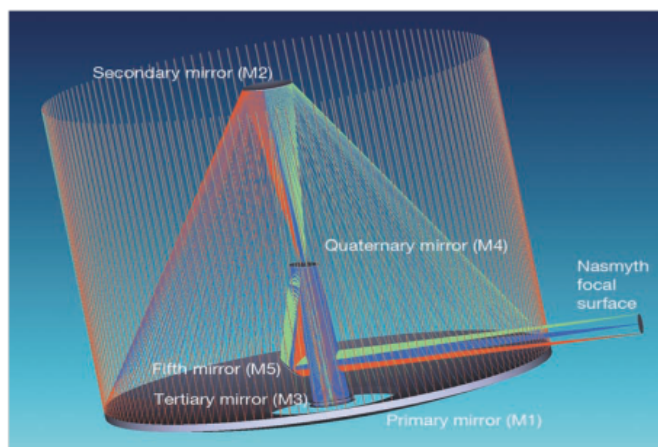 Secondary mirror (M2)
Quaternary mirror (M4)
Nasmyth
focal
surface
Fifth mirror (M5)
Tertiary mirror (M3)
Primary mirror (M1)